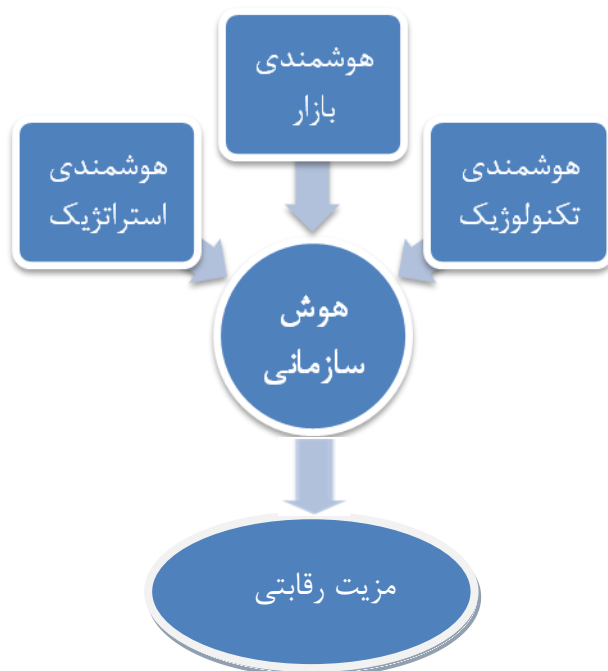 هوشمندی
بازار
هوشمندی
تکنولوژیک
هوشمندی
استراتژیک
هوش
سازمانی
مزیت رقابتی